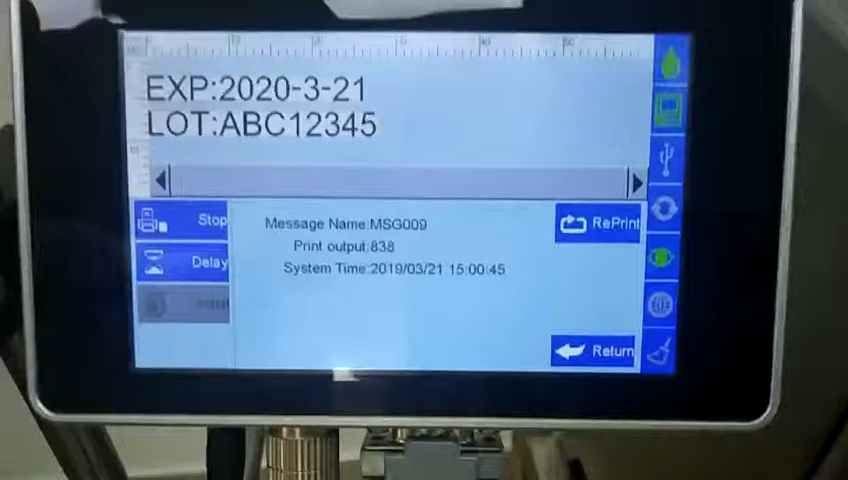 EXP:2020-3-21
LOT:ABC12345
Stop
Delay
Message Name:MSG009
Print output:838
System Time:2019/03/21 15:00:45
RePrint
Return